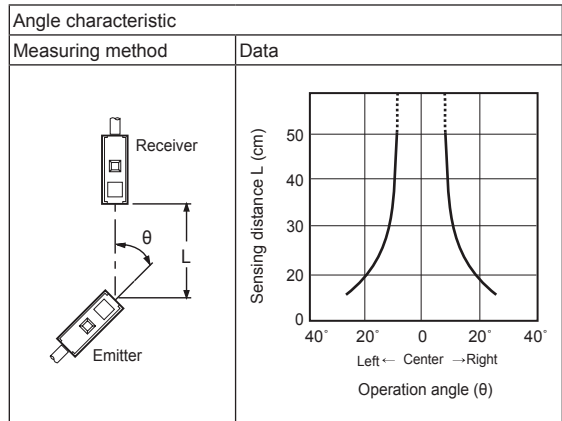 Angle characteristic
Measuring method
Data
Receiver
θ
L
Emitter
Sensing distance L (cm)
50
40
30
20
0
40˚ 20˚ 0 20˚ 40˚
Left ← Center →Right
Operation angle (θ)